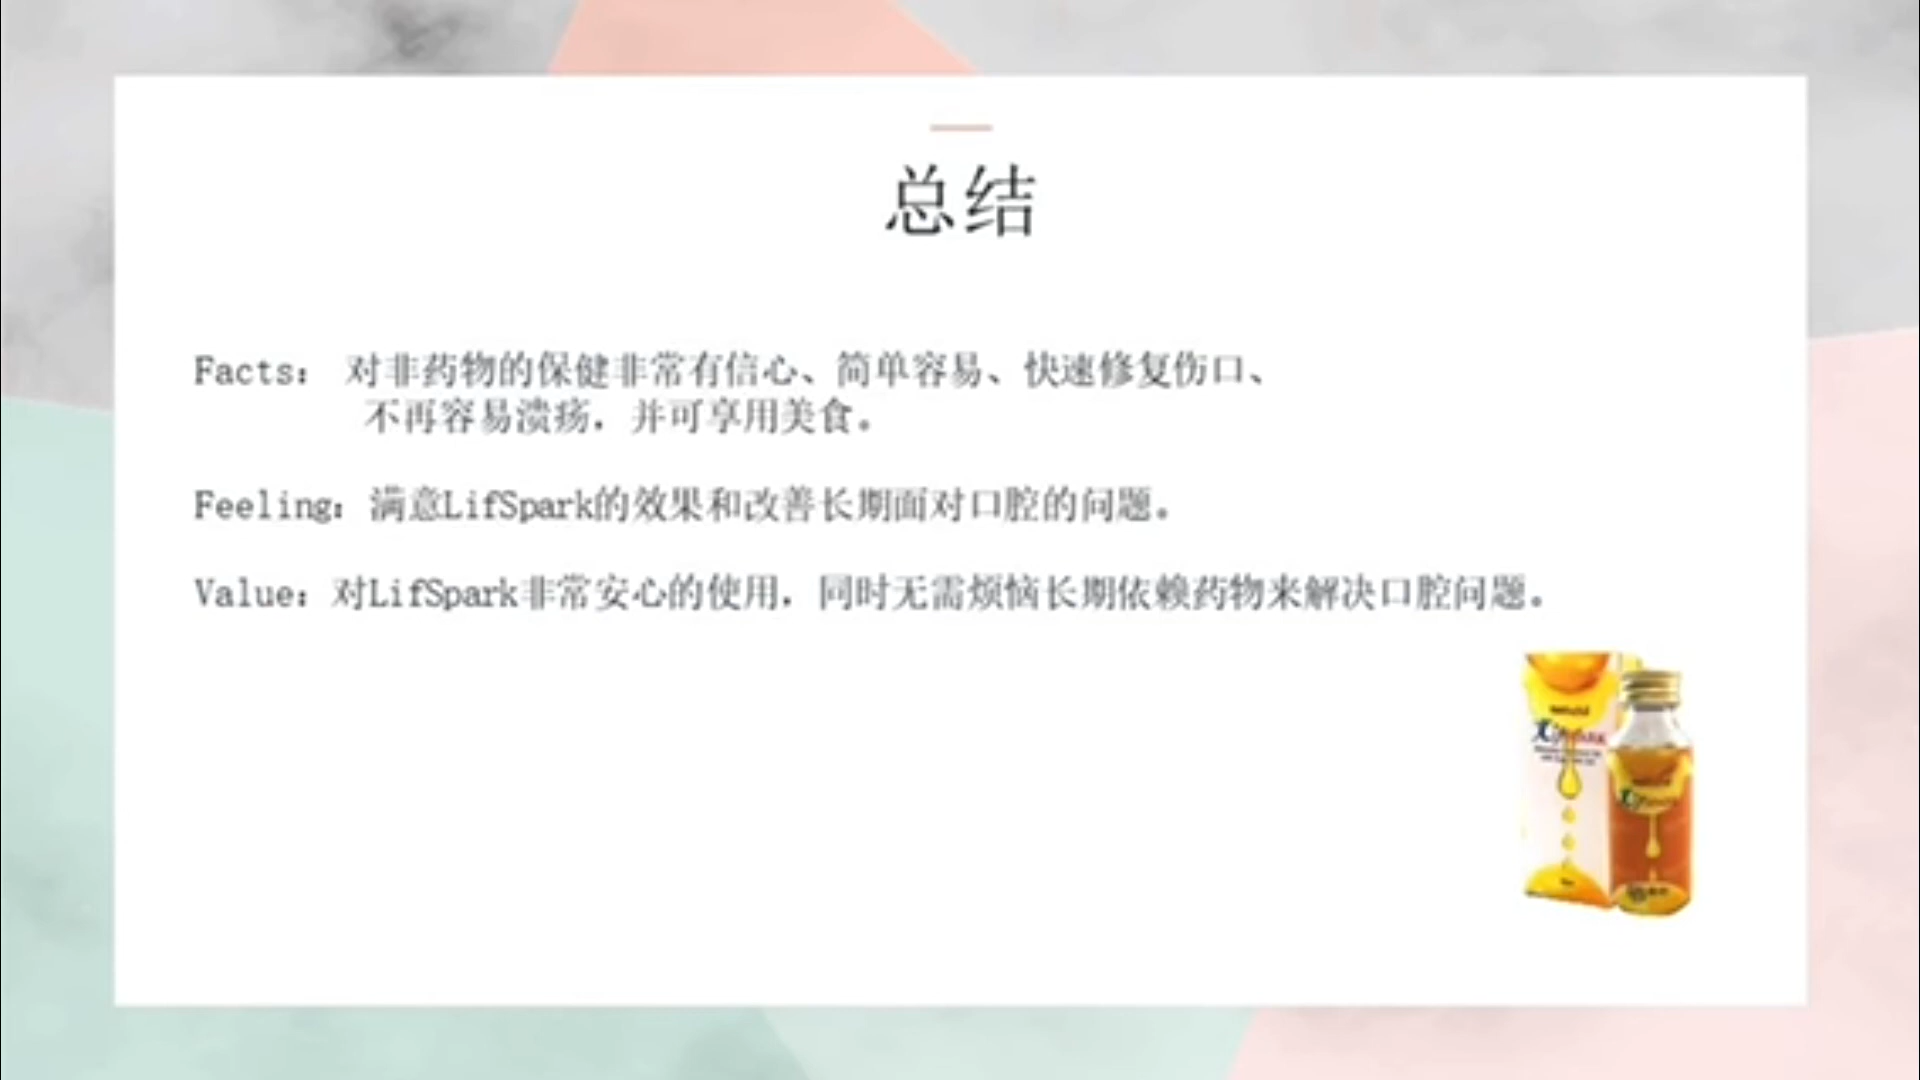 总结
Facts： 对非药物的保健非常有信心、简单容易、快速修复伤口、
不再容易溃疡，并可享用美食。
Feeling：满意LifSpark的效果和改善长期面对口腔的问题。
Value：对LifSpark非常安心的使用，同时无需烦恼长期依赖药物来解决口腔问题。